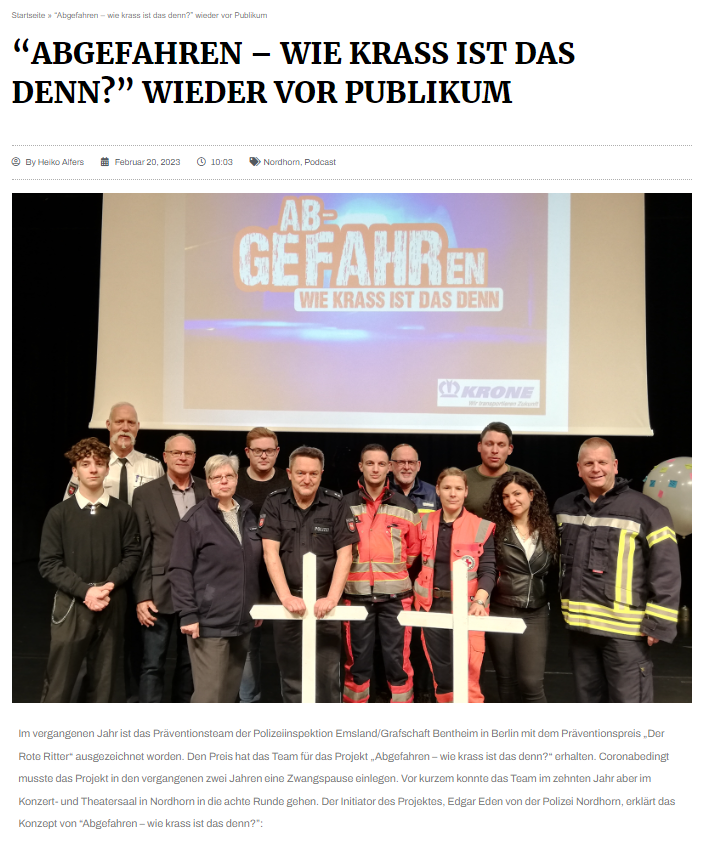 Startseite » “Abgefahren – wie krass ist das denn?” wieder vor Publikum
“ABGEFAHREN – WIE KRASS IST DAS
DENN?” WIEDER VOR PUBLIKUM
By Heiko Alfers Februar 20, 2023 10:03 Nordhorn, Podcast
AB-
GEFAHREN
WIE KRASS IST DAS DENN
KRONE
POLIZEI
Im vergangenen Jahr ist das Präventionsteam der Polizeiinspektion Emsland/Grafschaft Bentheim in Berlin mit dem Präventionspreis „Der
Rote Ritter“ ausgezeichnet worden. Den Preis hat das Team für das Projekt „Abgefahren – wie krass ist das denn?“ erhalten. Coronabedingt
musste das Projekt in den vergangenen zwei Jahren eine Zwangspause einlegen. Vor kurzem konnte das Team im zehnten Jahr aber im
Konzert- und Theatersaal in Nordhorn in die achte Runde gehen. Der Initiator des Projektes, Edgar Eden von der Polizei Nordhorn, erklärt das
Konzept von “Abgefahren – wie krass ist das denn?”: